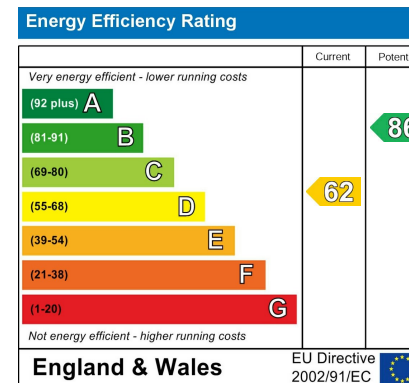 Energy Efficiency Rating
Current
Potent
Very energy efficient - lower running costs
(92 plus) A
(81-91) B
86
(69-80) C
(55-68) D
62
(39-54) E
(21-38) F
(1-20) G
Not energy efficient - higher running costs
England & Wales
EU Directive
2002/91/EC